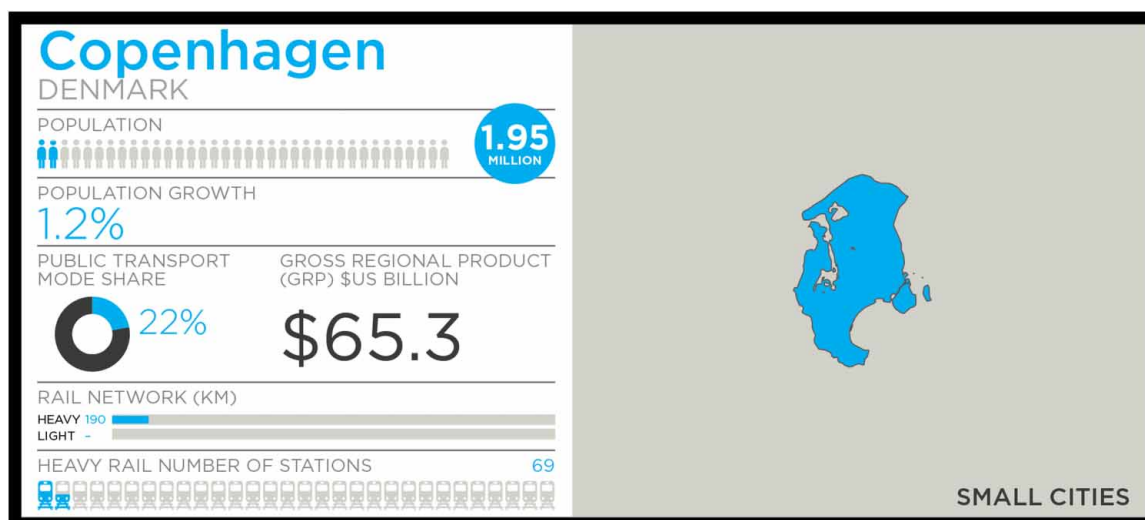 Copenhagen
DENMARK
POPULATION
1.95
MILLION
POPULATION GROWTH
1.2%
PUBLIC TRANSPORT
MODE SHARE
22%
GROSS REGIONAL PRODUCT
(GRP) $US BILLION
$65.3
RAIL NETWORK (KM)
HEAVY 190
LIGHT -
HEAVY RAIL NUMBER OF STATIONS 69
SMALL CITIES